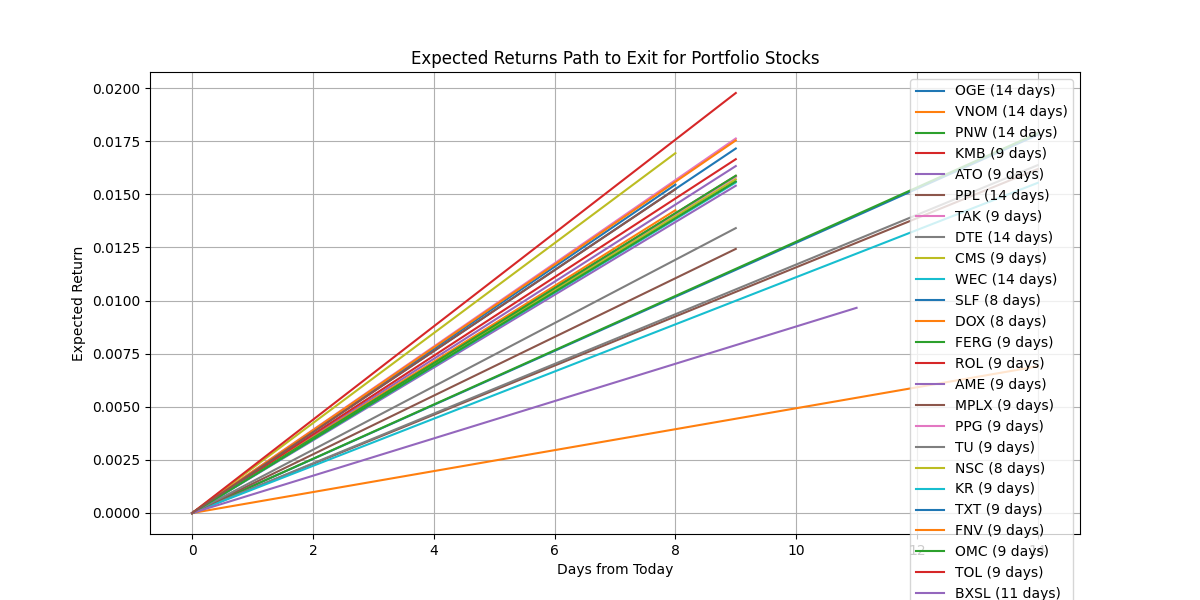 Expected Returns Path to Exit for Portfolio Stocks
Expected Return
0.0200
0.0175
0.0150
0.0125
0.0100
0.0075
0.0050
0.0025
0.0000
0 2 4 6 8 10 12
Days from Today
OGE (14 days)
VNOM (14 days)
PNW (14 days)
KMB (9 days)
ATO (9 days)
PPL (14 days)
TAK (9 days)
DTE (14 days)
CMS (9 days)
WEC (14 days)
SLF (8 days)
DOX (8 days)
FERG (9 days)
ROL (9 days)
AME (9 days)
MPLX (9 days)
PPG (9 days)
TU (9 days)
NSC (8 days)
KR (9 days)
TXT (9 days)
FNV (9 days)
OMC (9 days)
TOL (9 days)
BXSL (11 days)